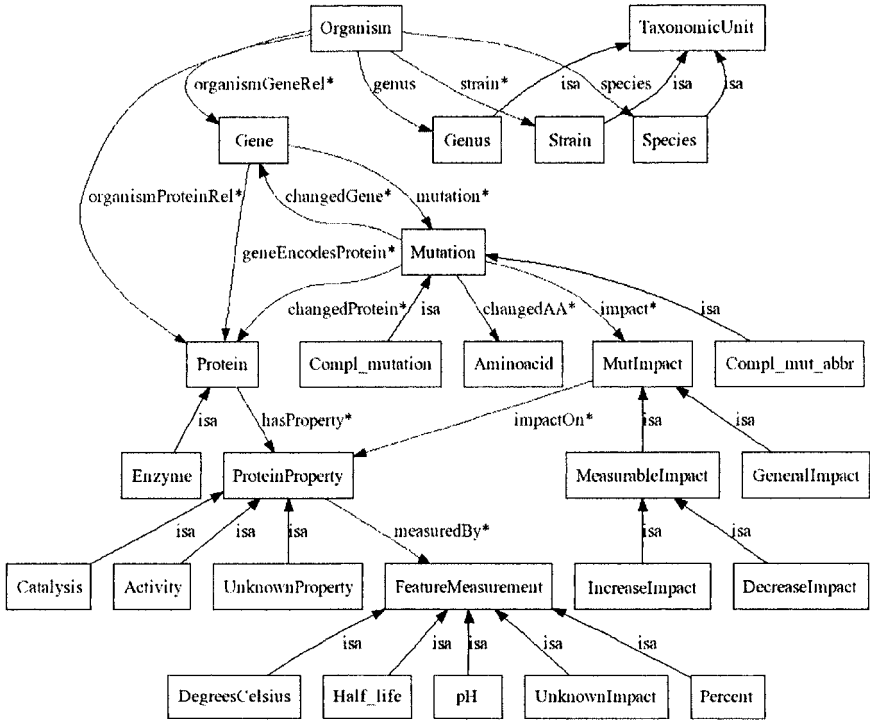 Organism
TaxonomicUnit
organismGeneRel*
genus
strain*
isa
species
isa
isa
Gene
Genus
Strain
Species
organismProteinRel*
changedGene*
mutation*
geneEncodesProtein*
Mutation
changedProtein*
isa
changedAA*
impact*
isa
Protein
Compl_mutation
Aminoacid
MutImpact
Compl_mut_abbr
isa
hasProperty*
impactOn*
isa
isa
Enzyme
ProteinProperty
MeasurableImpact
GeneralImpact
isa
isa
isa
measuredBy*
isa
isa
Catalysis
Activity
UnknownProperty
FeatureMeasurement
IncreaseImpact
DecreaseImpact
isa
isa
isa
isa
isa
DegreesCelsius
Half_life
pH
UnknownImpact
Percent